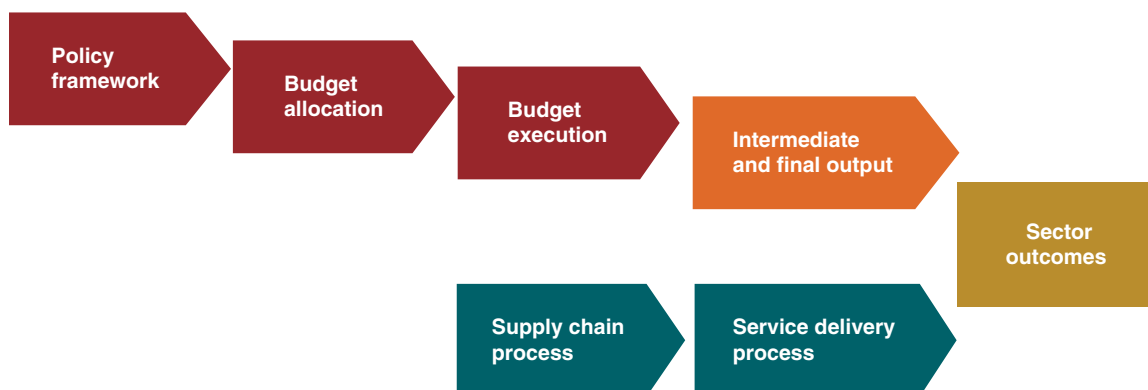 Policy
framework
Budget
allocation
Budget
execution
Intermediate
and final output
Sector
outcomes
Supply chain
process
Service delivery
process